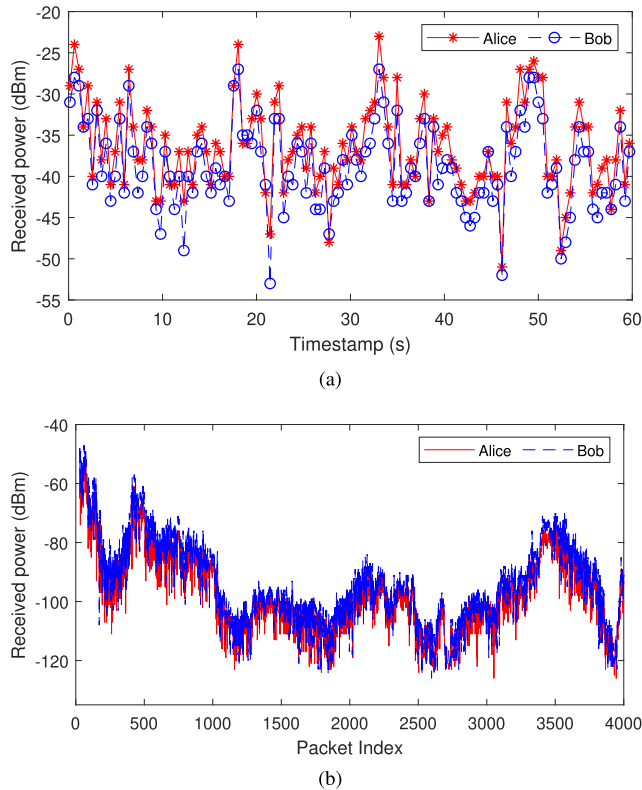 -20
Alice
Bob
-25
-30
-35
-40
-45
-50
-55
Received power (dBm)
0
10
20
30
40
50
60
Timestamp (s)
(a)
-40
Alice
Bob
-60
-80
-100
-120
Received power (dBm)
0
500
1000
1500
2000
2500
3000
3500
4000
Packet Index
(b)